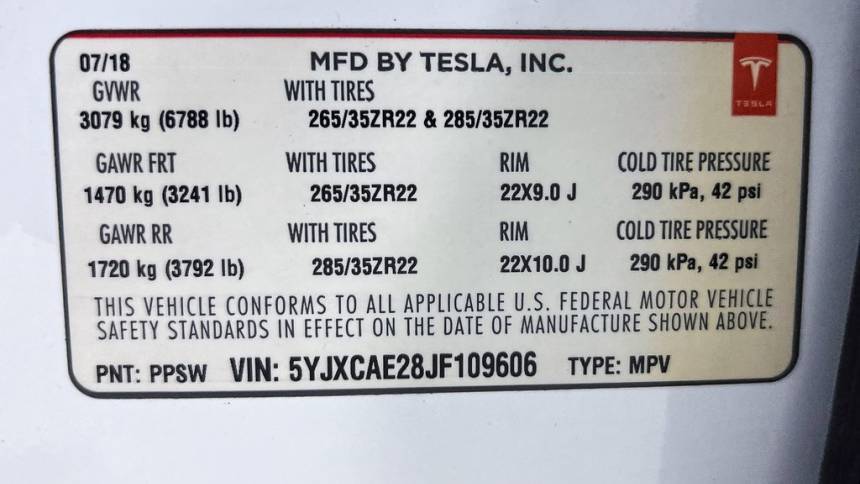 07/18 MFD BY TESLA, INC.
TESLA
GVWR WITH TIRES
3079 kg (6788 lb) 265/35ZR22 & 285/35ZR22
GAWR FRT WITH TIRES RIM COLD TIRE PRESSURE
1470 kg (3241 lb) 265/35ZR22 22X9.0 J 290 kPa, 42 psi
GAWR RR WITH TIRES RIM COLD TIRE PRESSURE
1720 kg (3792 lb) 285/35ZR22 22X10.0 J 290 kPa, 42 psi
THIS VEHICLE CONFORMS TO ALL APPLICABLE U.S. FEDERAL MOTOR VEHICLE
SAFETY STANDARDS IN EFFECT ON THE DATE OF MANUFACTURE SHOWN ABOVE.
PNT: PPSW VIN: 5YJXCAE28JF109606 TYPE: MPV